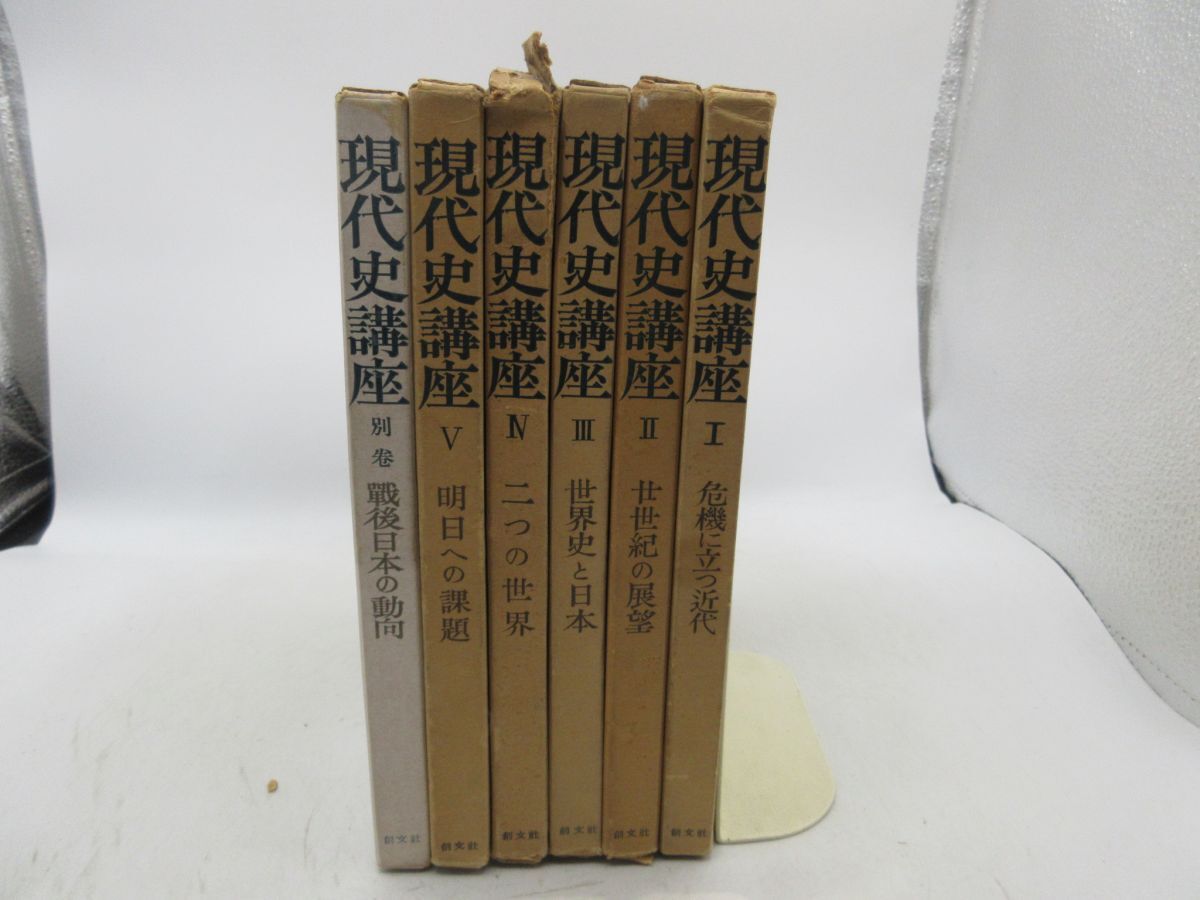 現代史講座 I 危機に立つ近代 創文社
現代史講座 II 廿世紀の展望 創文社
現代史講座 III 世界史と日本 創文社
現代史講座 IV 二つの世界 創文社
現代史講座 V 明日への課題 創文社
現代史講座 別巻 戰後日本の動向 創文社